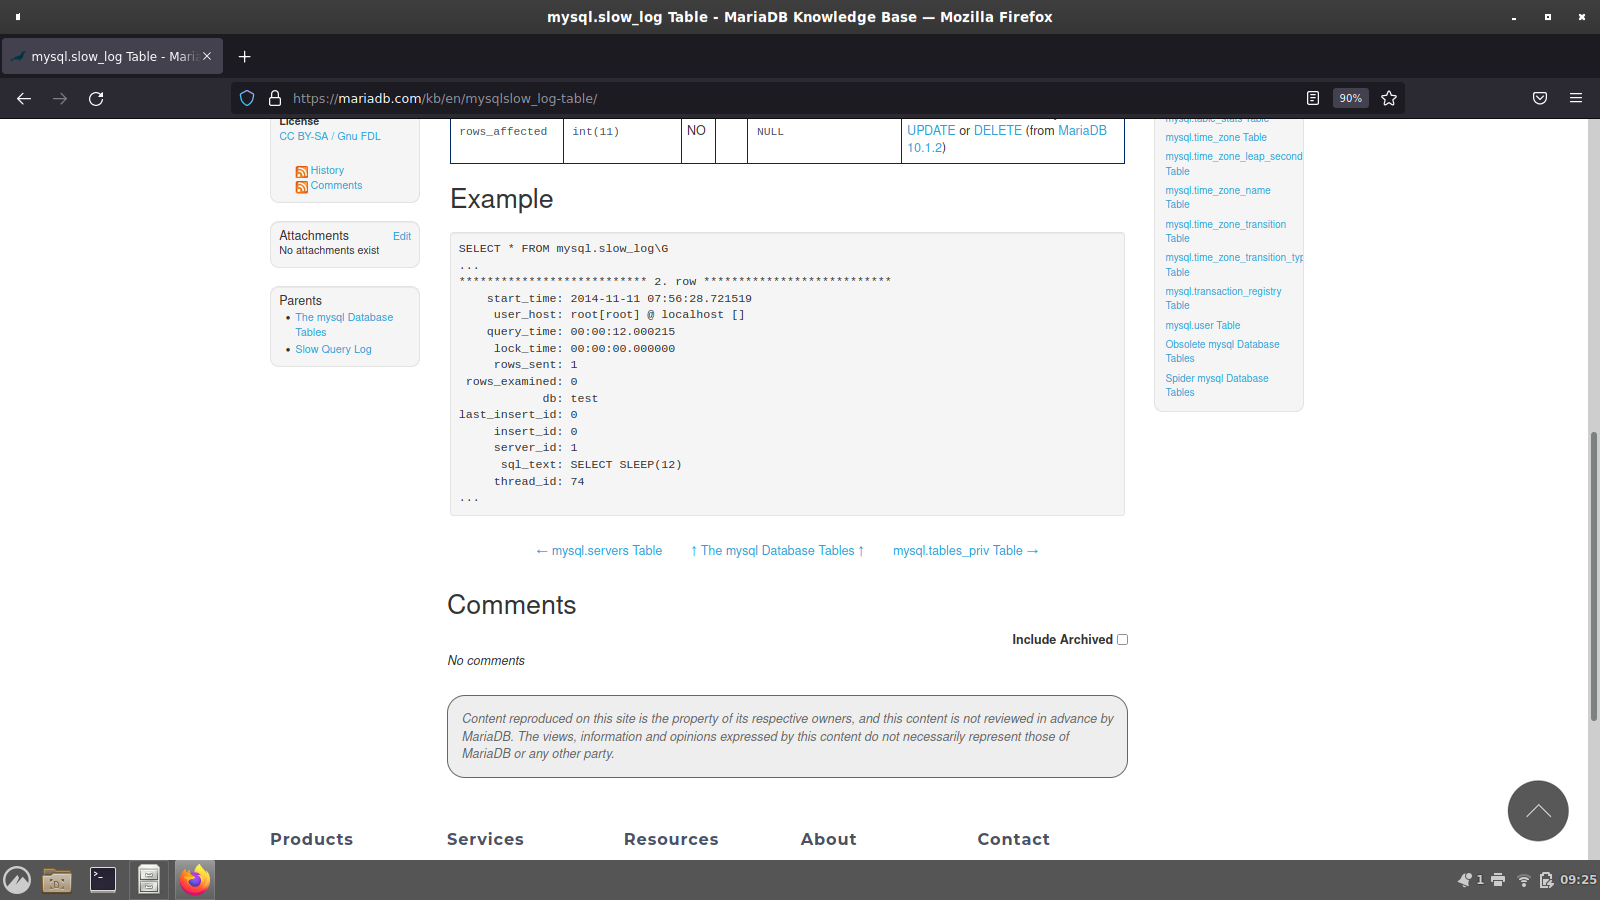 mysql.slow_log Table - MariaDB Knowledge Base — Mozilla Firefox
mysql.slow_log Table - Maria
https://mariadb.com/kb/en/mysqlslow_log-table/
90%
License
CC BY-SA / Gnu FDL
History
Comments
Attachments Edit
No attachments exist
Parents
• The mysql Database
Tables
• Slow Query Log
rows_affected int(11) NO NULL UPDATE or DELETE (from MariaDB
10.1.2)
Example
SELECT * FROM mysql.slow_log\G
...
*************************** 2. row ***************************
start_time: 2014-11-11 07:56:28.721519
user_host: root[root] @ localhost []
query_time: 00:00:12.000215
lock_time: 00:00:00.000000
rows_sent: 1
rows_examined: 0
db: test
last_insert_id: 0
insert_id: 0
server_id: 1
sql_text: SELECT SLEEP(12)
thread_id: 74
...
← mysql.servers Table ↑ The mysql Database Tables ↑ mysql.tables_priv Table →
Comments
Include Archived
No comments
Content reproduced on this site is the property of its respective owners, and this content is not reviewed in advance by
MariaDB. The views, information and opinions expressed by this content do not necessarily represent those of
MariaDB or any other party.
mysql.table_stats Table
mysql.time_zone Table
mysql.time_zone_leap_second
Table
mysql.time_zone_name
Table
mysql.time_zone_transition
Table
mysql.time_zone_transition_typ
Table
mysql.transaction_registry
Table
mysql.user Table
Obsolete mysql Database
Tables
Spider mysql Database
Tables
Products Services Resources About Contact
1 09:25